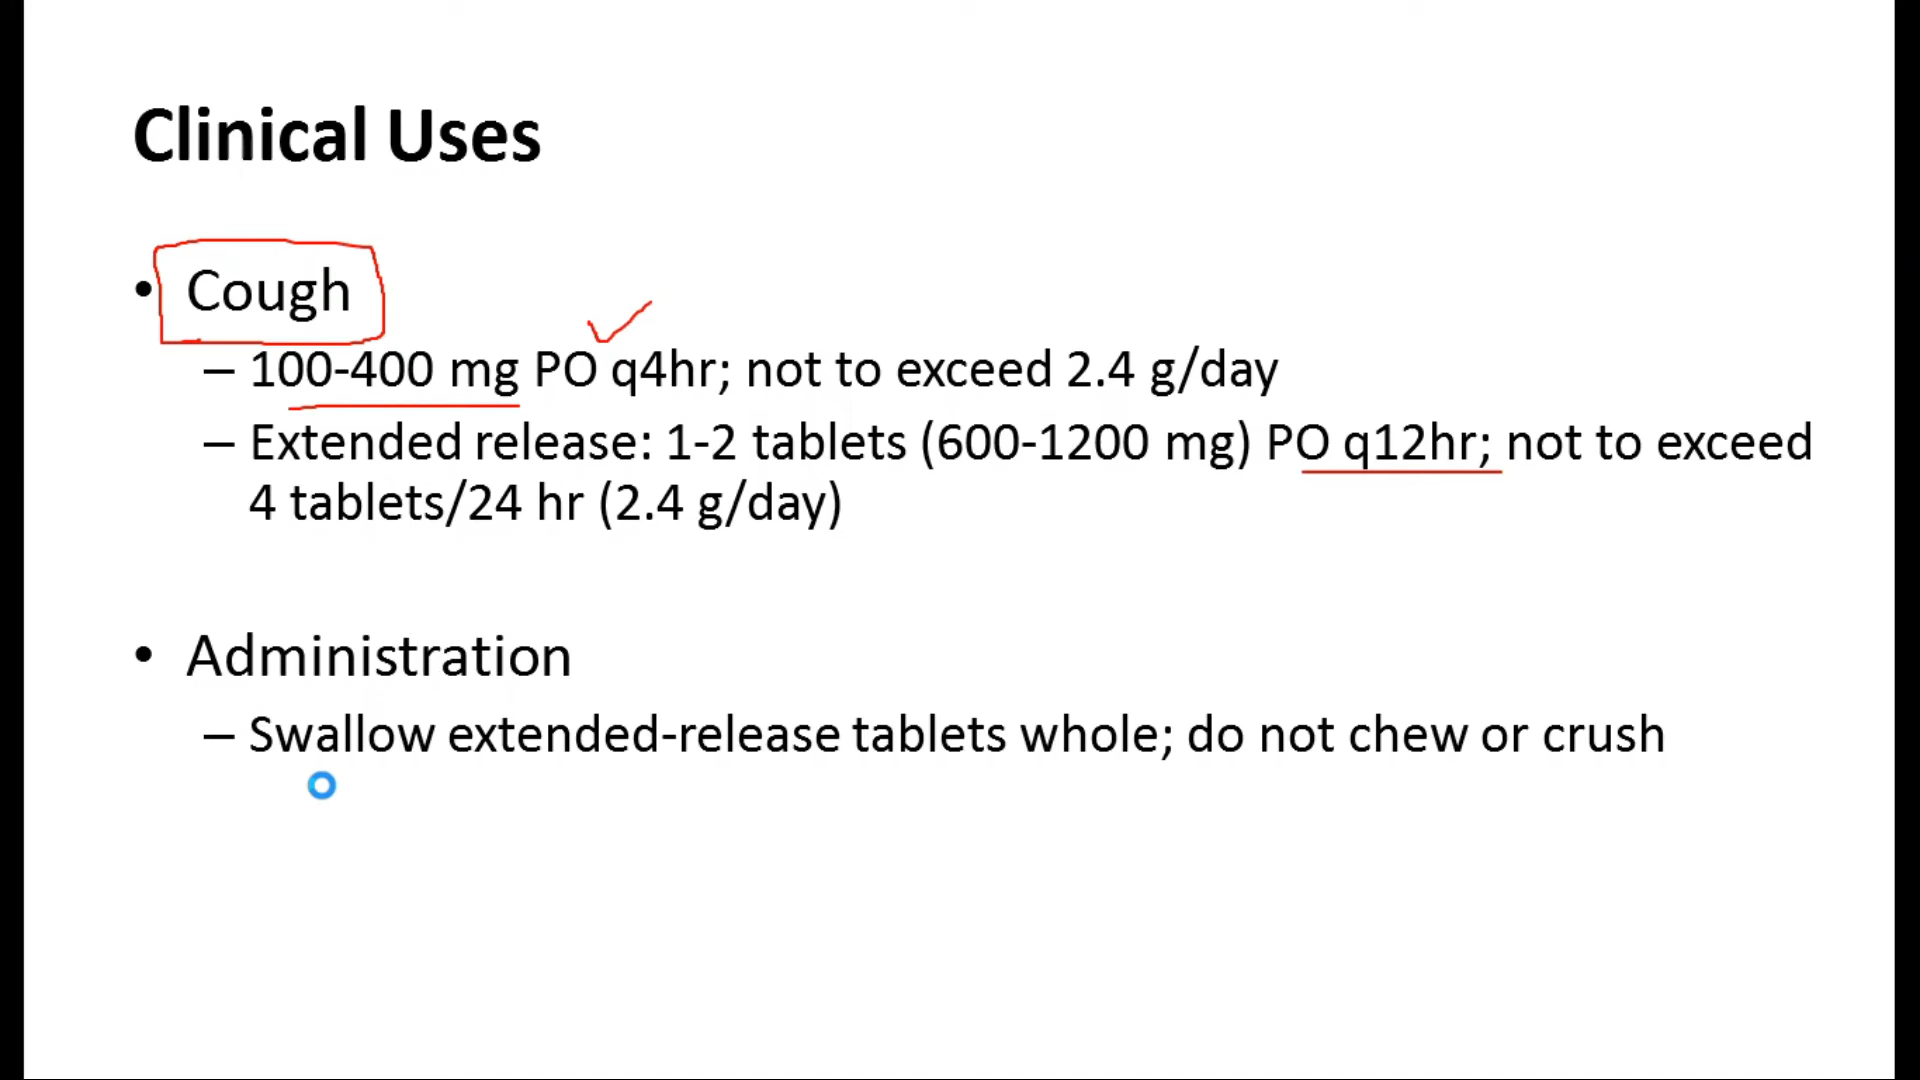 Clinical Uses
• Cough
– 100-400 mg PO q4hr; not to exceed 2.4 g/day
– Extended release: 1-2 tablets (600-1200 mg) PO q12hr; not to exceed
4 tablets/24 hr (2.4 g/day)
• Administration
– Swallow extended-release tablets whole; do not chew or crush